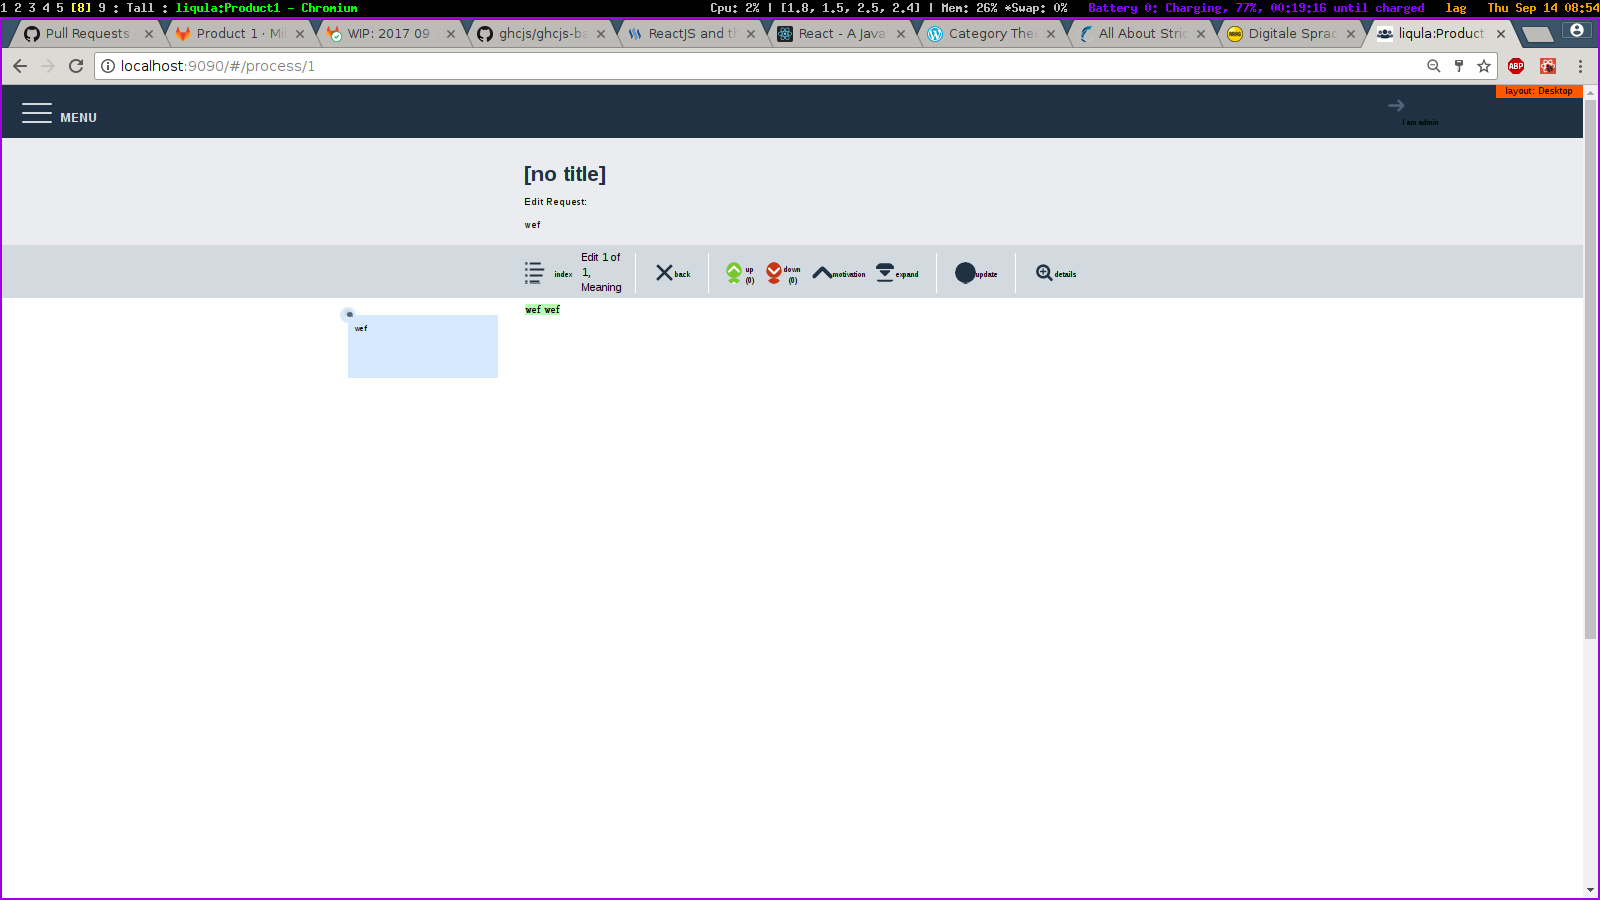 1 2 3 4 5 [8] 9 : Tall : liqula:Product1 - Chromium
Cpu: 2% | [1.8, 1.5, 2.5, 2.4] | Mem: 26% *Swap: 0% Battery 0: Charging, 77%, 00:19:16 until charged lag Thu Sep 14 08:54
Pull Requests
Product 1 · Mi
WIP: 2017 09
ghcjs/ghcjs-ba
ReactJS and th
React - A Java
Category The
All About Stric
Digitale Sprac
liqula:Product
localhost:9090/#/process/1
ABP
layout: Desktop
MENU
I am admin
[no title]
Edit Request:
wef
index
Edit 1 of
1,
Meaning
back
up
(0)
down
(0)
motivation
expand
update
details
wef wef
wef